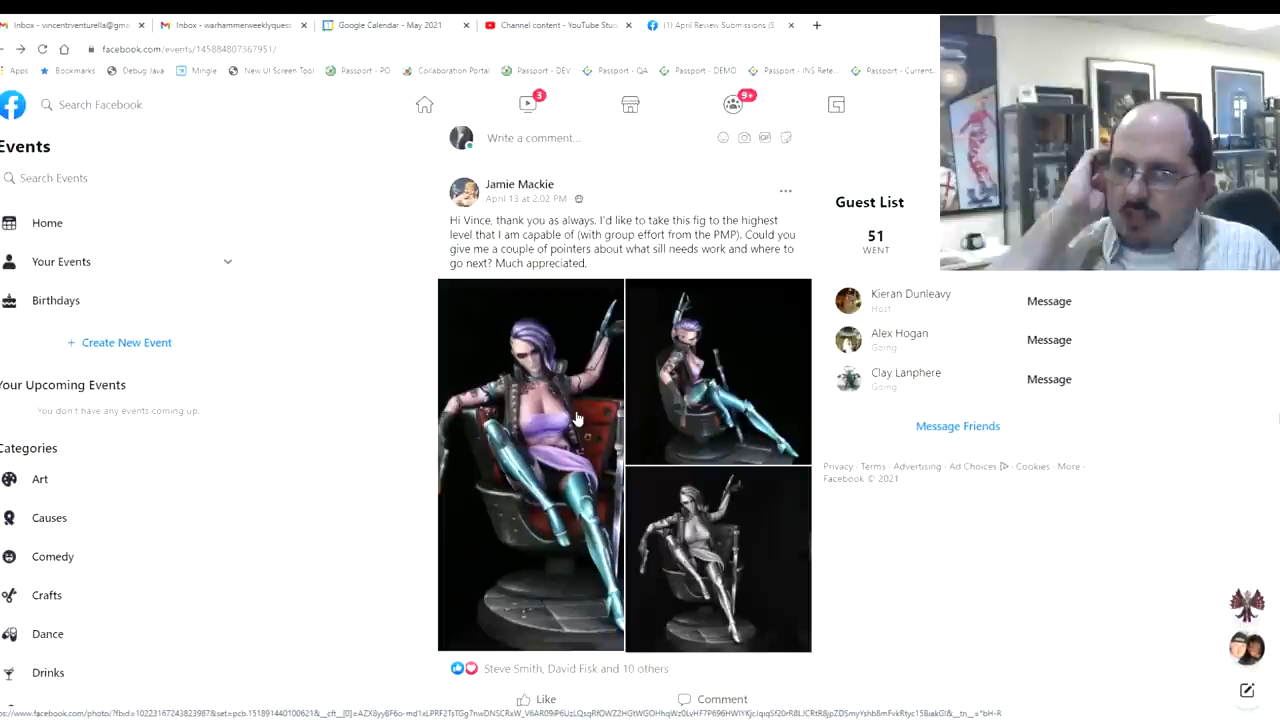 Inbox - vincentrventurella@gma
Inbox - warhammerweeklyques
Google Calendar - May 2021
Channel content - YouTube Stu
(1) April Review Submissions (S
facebook.com/events/145884807367951/
Apps
Bookmarks
Debug Java
Mingle
New UI Screen Tool
Passport - PO
Collaboration Portal
Passport - DEV
Passport - QA
Passport - DEMO
Passport - INS Rete...
Passport - Current...
Search Facebook
3
9+
Events
Search Events
Home
Your Events
Birthdays
+ Create New Event
Your Upcoming Events
You don't have any events coming up.
Categories
Art
Causes
Comedy
Crafts
Dance
Drinks
Write a comment...
Jamie Mackie
April 13 at 2:02 PM
Hi Vince, thank you as always. I'd like to take this fig to the highest
level that I am capable of (with group effort from the PMP). Could you
give me a couple of pointers about what sill needs work and where to
go next? Much appreciated.
Steve Smith, David Fisk and 10 others
Like
Comment
Guest List
51
WENT
Kieran Dunleavy
Host
Message
Alex Hogan
Going
Message
Clay Lanphere
Going
Message
Message Friends
Privacy · Terms · Advertising · Ad Choices · Cookies · More ·
Facebook © 2021